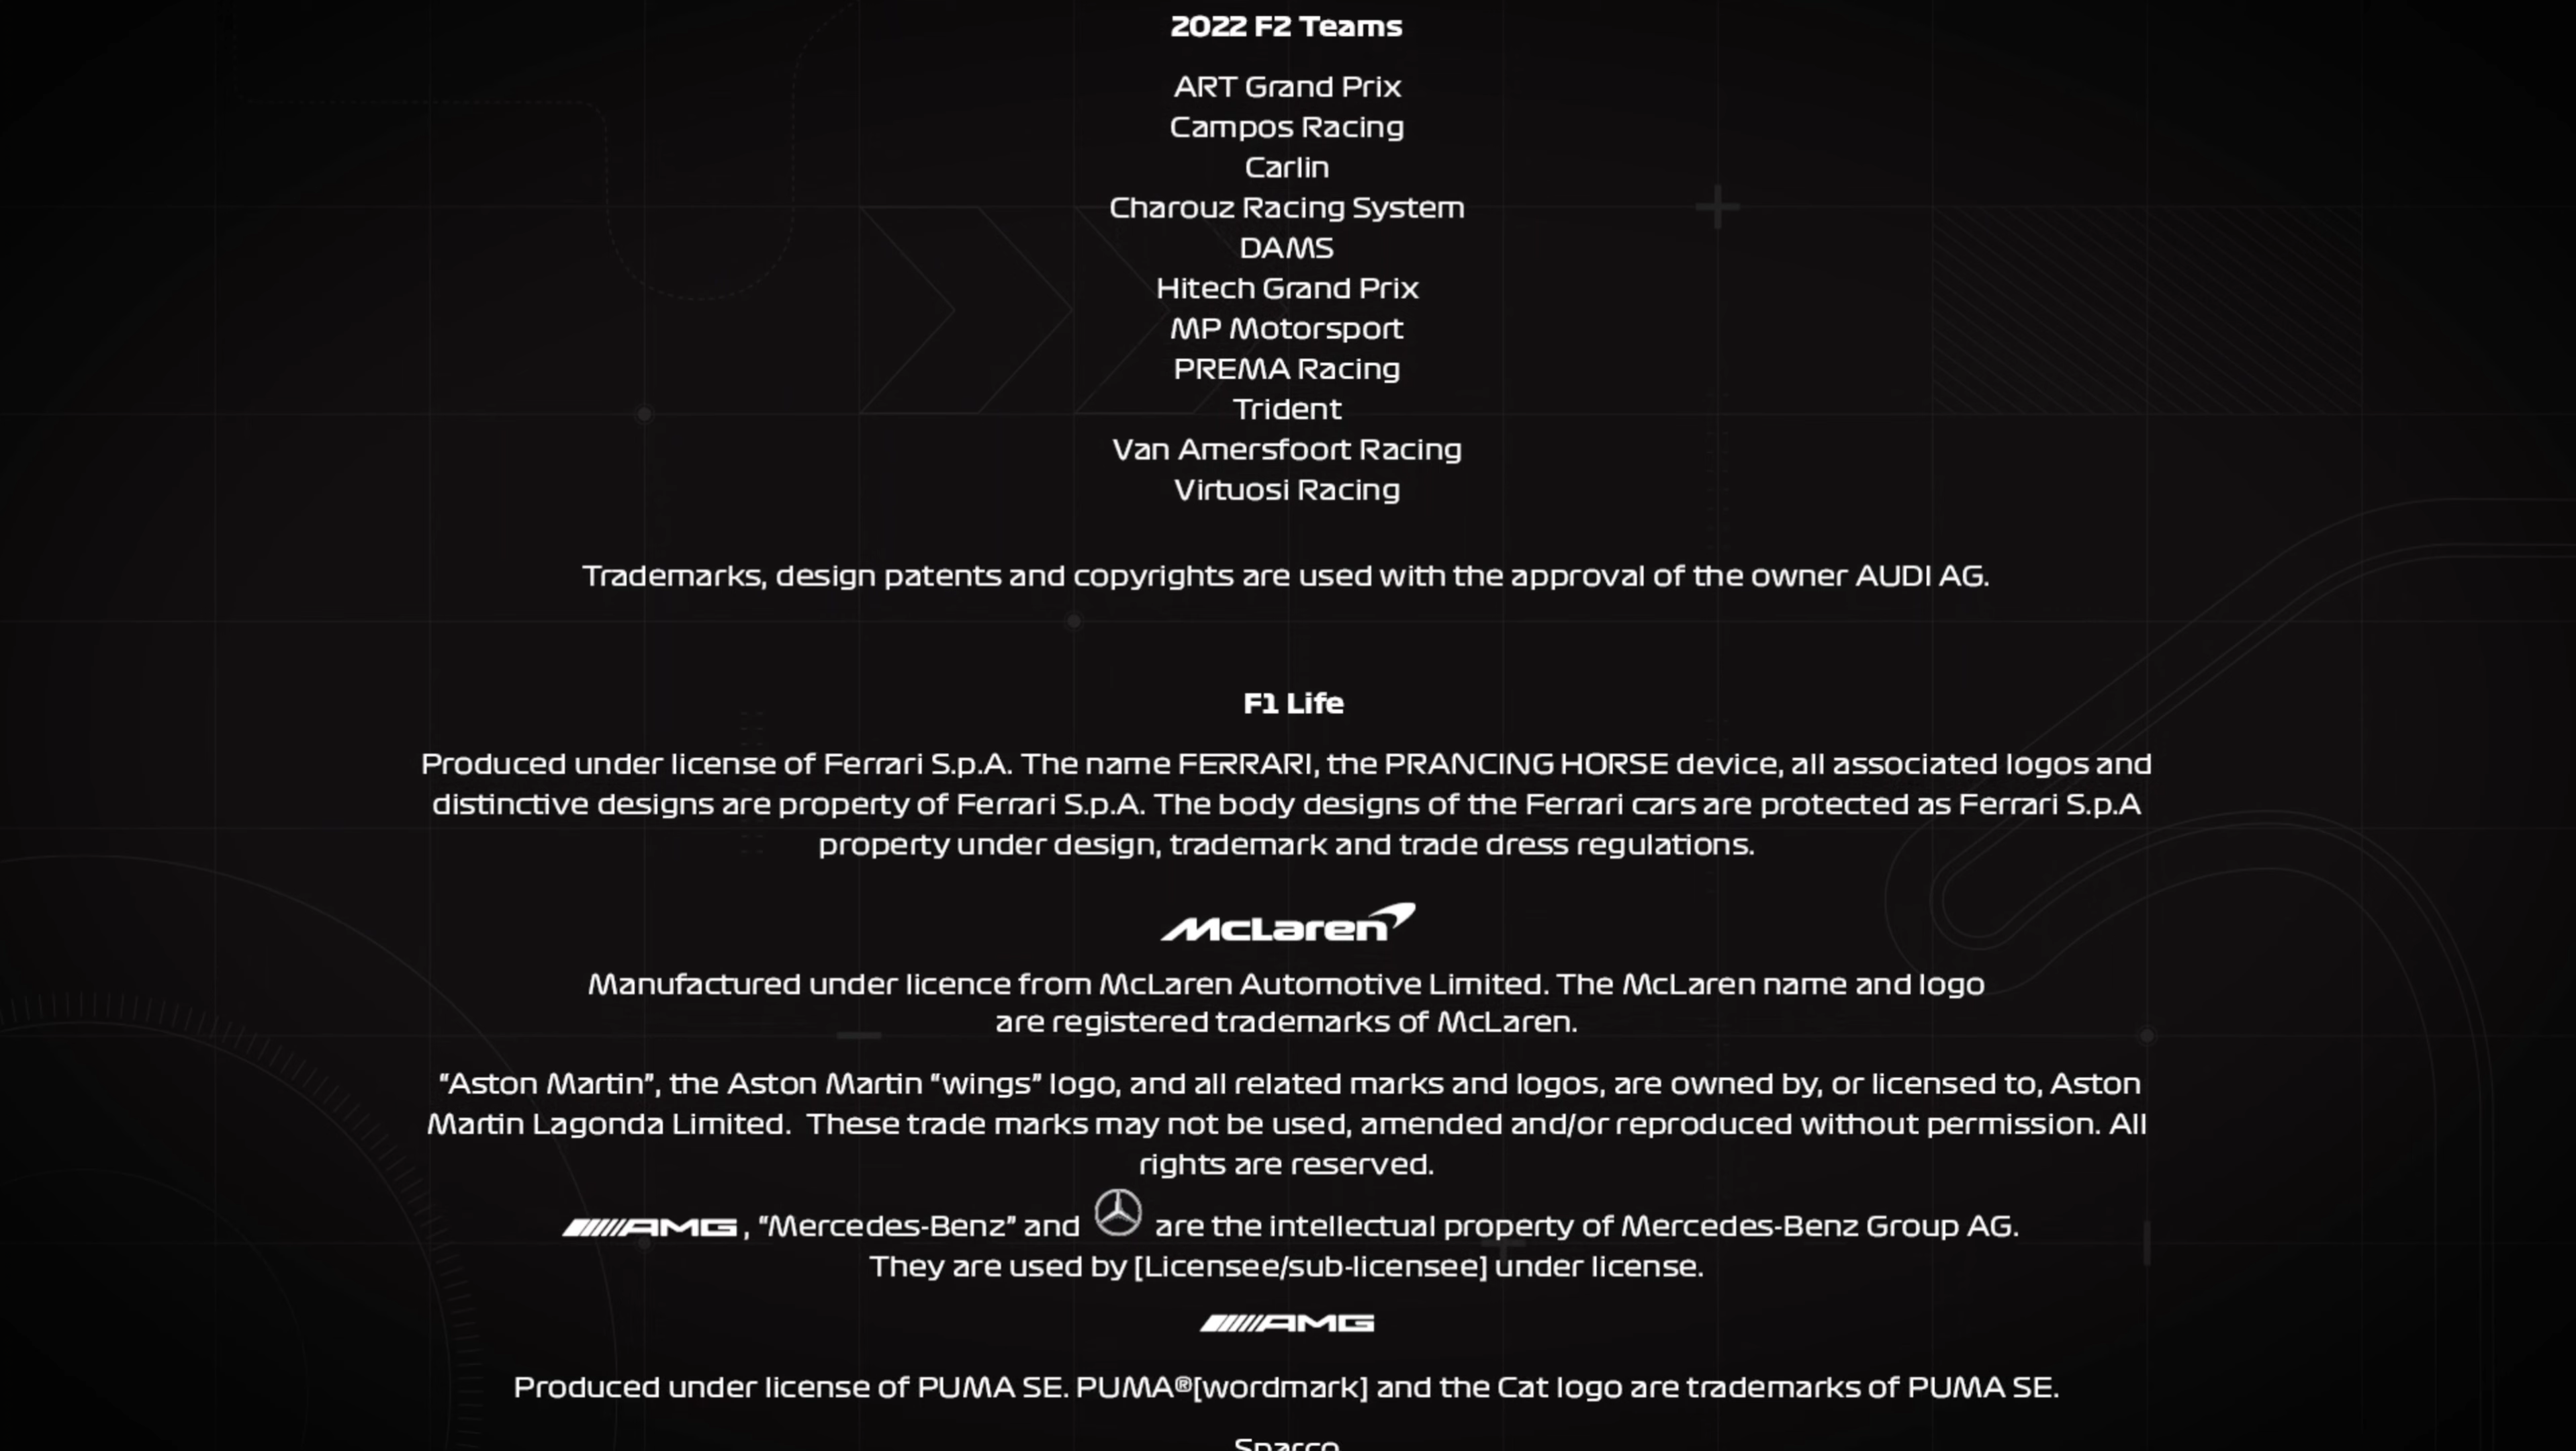 2022 F2 Teams
ART Grand Prix
Campos Racing
Carlin
Charouz Racing System
DAMS
Hitech Grand Prix
MP Motorsport
PREMA Racing
Trident
Van Amersfoort Racing
Virtuosi Racing
Trademarks, design patents and copyrights are used with the approval of the owner AUDI AG.
F1 Life
Produced under license of Ferrari S.p.A. The name FERRARI, the PRANCING HORSE device, all associated logos and
distinctive designs are property of Ferrari S.p.A. The body designs of the Ferrari cars are protected as Ferrari S.p.A
property under design, trademark and trade dress regulations.
McLaren
Manufactured under licence from McLaren Automotive Limited. The McLaren name and logo
are registered trademarks of McLaren.
“Aston Martin”, the Aston Martin “wings” logo, and all related marks and logos, are owned by, or licensed to, Aston
Martin Lagonda Limited.  These trade marks may not be used, amended and/or reproduced without permission. All
rights are reserved.
AMG, “Mercedes-Benz” and are the intellectual property of Mercedes-Benz Group AG.
They are used by [Licensee/sub-licensee] under license.
AMG
Produced under license of PUMA SE. PUMA®[wordmark] and the Cat logo are trademarks of PUMA SE.
Sparco